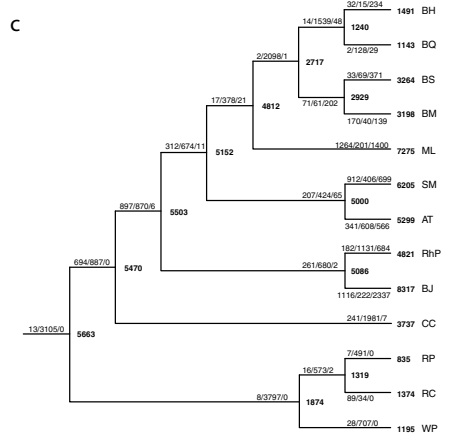 C
32/15/234
1491 BH
14/1539/48
1240
1143 BQ
2/128/29
2/2098/1
2717
33/69/371
3264 BS
2929
71/61/202
3198 BM
170/40/139
17/378/21
4812
1264/201/1400
7275 ML
312/674/11
5152
912/406/699
6205 SM
207/424/65
5000
5299 AT
341/608/566
897/870/6
5503
182/1131/684
4821 RhP
261/680/2
5086
8317 BJ
1116/222/2337
694/887/0
5470
241/1981/7
3737 CC
13/3105/0
5663
7/491/0
835 RP
16/573/2
1319
1374 RC
89/34/0
8/3797/0
1874
28/707/0
1195 WP